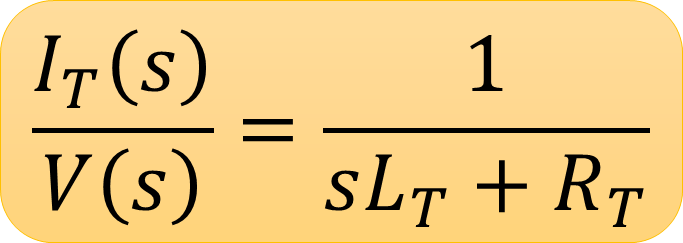 I_T(s) / V(s) = 1 / (sL_T + R_T)